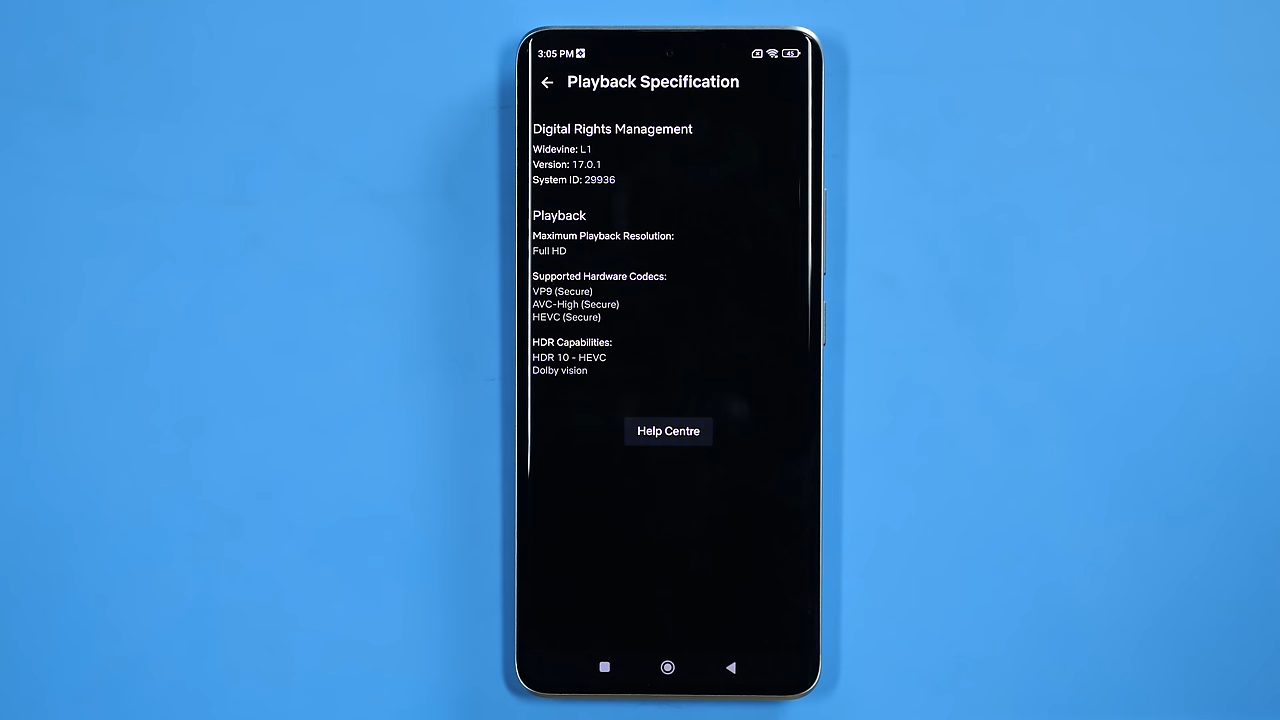 3:05 PM
45
Playback Specification
Digital Rights Management
Widevine: L1
Version: 17.0.1
System ID: 29936
Playback
Maximum Playback Resolution:
Full HD
Supported Hardware Codecs:
VP9 (Secure)
AVC-High (Secure)
HEVC (Secure)
HDR Capabilities:
HDR 10 - HEVC
Dolby vision
Help Centre